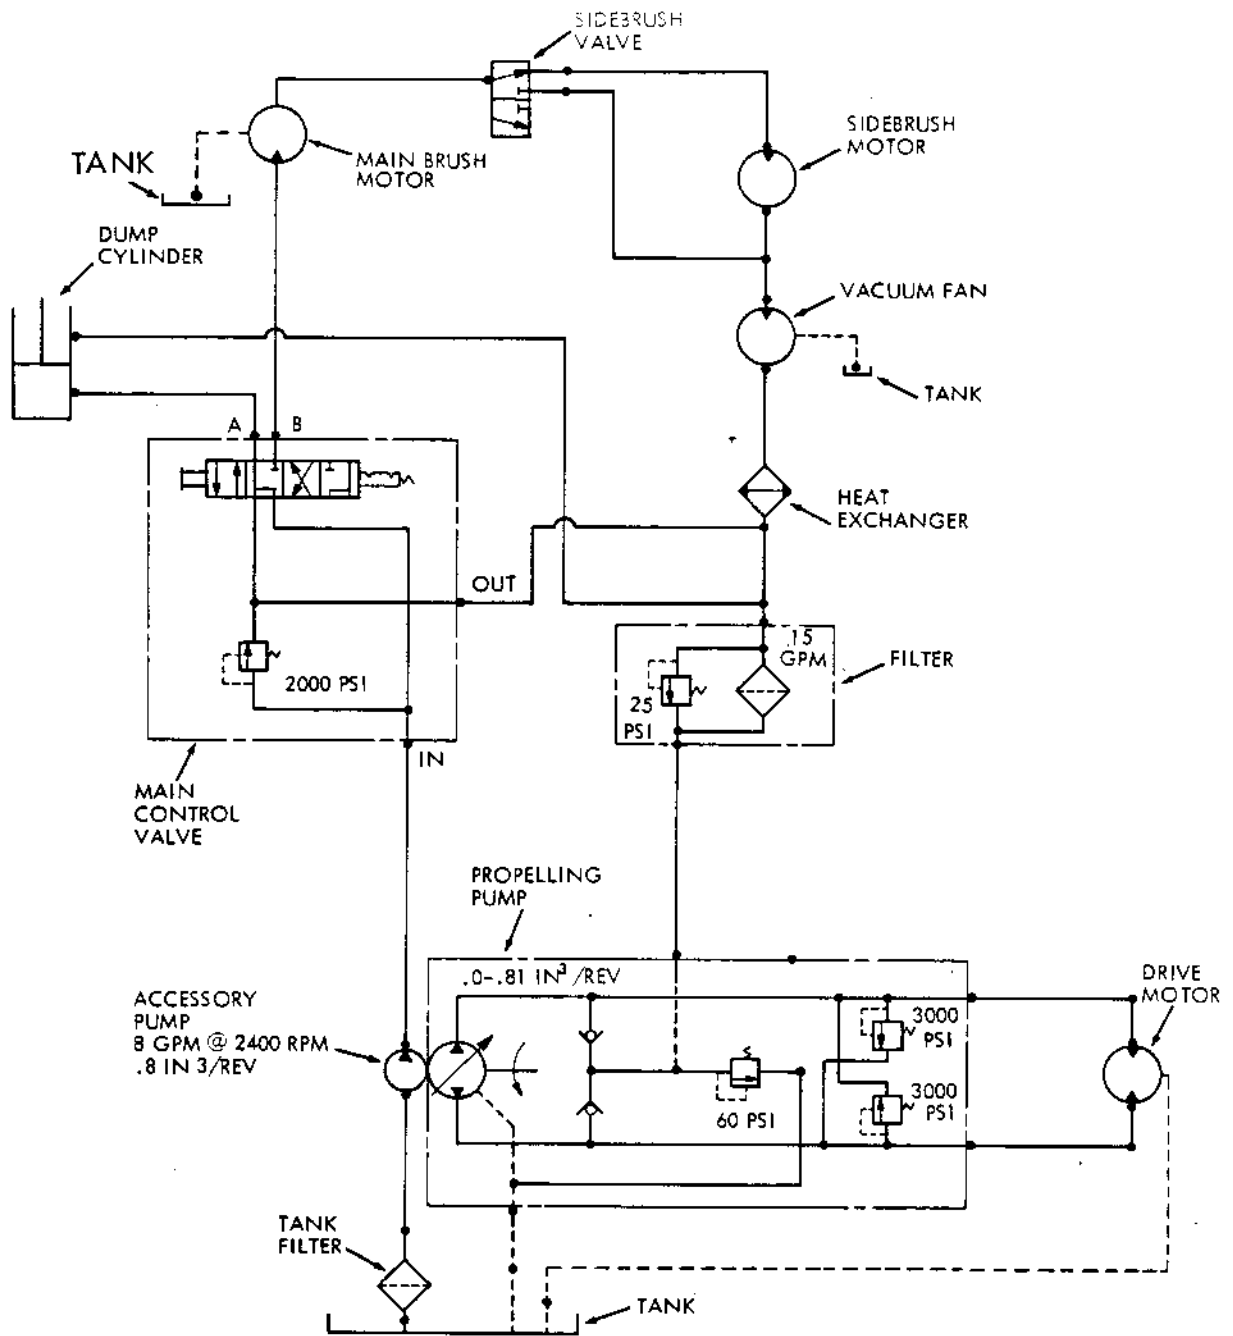 SIDEBRUSH
VALVE
SIDEBRUSH
MOTOR
TANK
MAIN BRUSH
MOTOR
DUMP
CYLINDER
VACUUM FAN
TANK
A B
HEAT
EXCHANGER
OUT
15
GPM
FILTER
2000 PSI
25
PSI
IN
MAIN
CONTROL
VALVE
PROPELLING
PUMP
.0-.81 IN³/REV
DRIVE
MOTOR
ACCESSORY
PUMP
8 GPM @ 2400 RPM
.8 IN 3/REV
3000
PSI
3000
PSI
60 PSI
TANK
FILTER
TANK